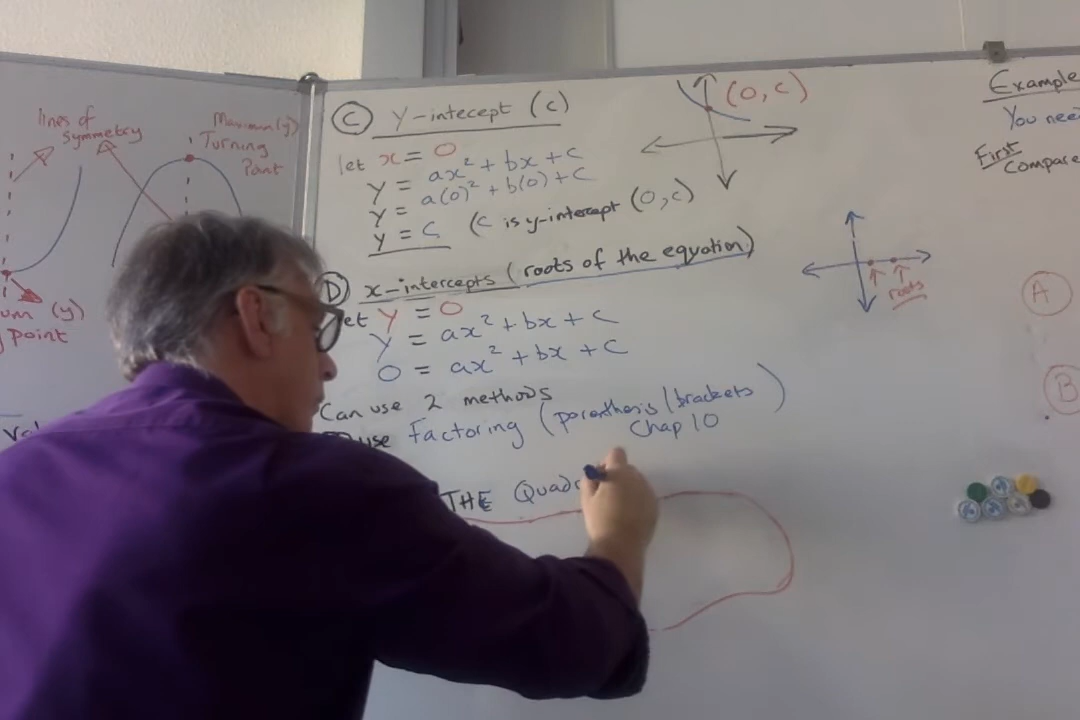 lines of
Symmetry
Maximum (y)
Turning
Point
um (y)
point
C Y-intecept (c)
let x = 0
y = ax² + bx + c
y = a(0)² + b(0) + c
y = c (c is y-intercept (0,c)
(0, c)
D x-intercepts (roots of the equation)
et y = 0
y = ax² + bx + c
0 = ax² + bx + c
Can use 2 methods
use Factoring (parenthesis/brackets)
Chap 10
THE Quadr
roots
Example
You need
First
Compare
A
B